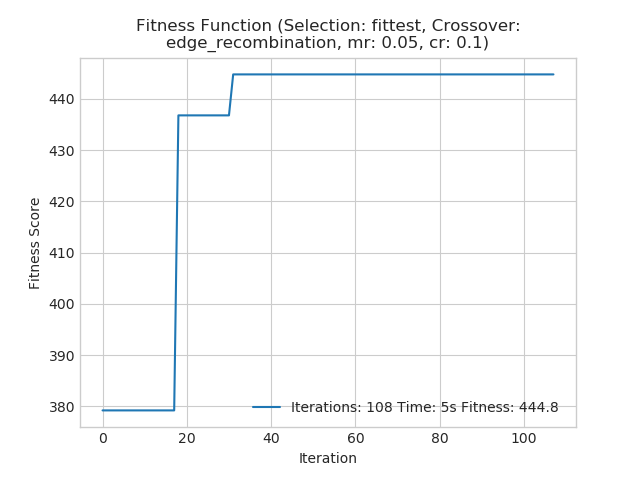 Fitness Function (Selection: fittest, Crossover:
edge_recombination, mr: 0.05, cr: 0.1)
Fitness Score
440
430
420
410
400
390
380
Iterations: 108 Time: 5s Fitness: 444.8
0 20 40 60 80 100
Iteration